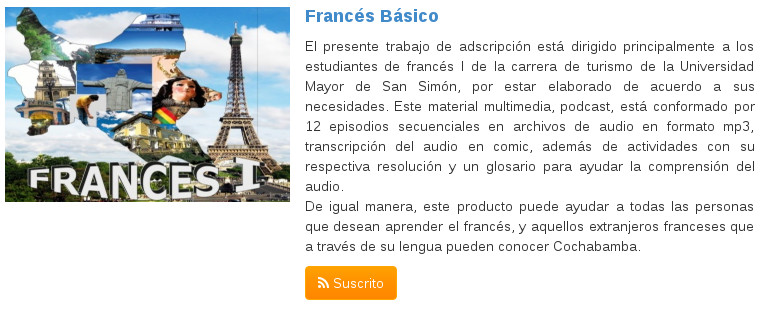 Francés Básico
El presente trabajo de adscripción está dirigido principalmente a los
estudiantes de francés I de la carrera de turismo de la Universidad
Mayor de San Simón, por estar elaborado de acuerdo a sus
necesidades. Este material multimedia, podcast, está conformado por
12 episodios secuenciales en archivos de audio en formato mp3,
transcripción del audio en comic, además de actividades con su
respectiva resolución y un glosario para ayudar la comprensión del
audio.
De igual manera, este producto puede ayudar a todas las personas
que desean aprender el francés, y aquellos extranjeros franceses que
a través de su lengua pueden conocer Cochabamba.
Suscrito
FRANCES I